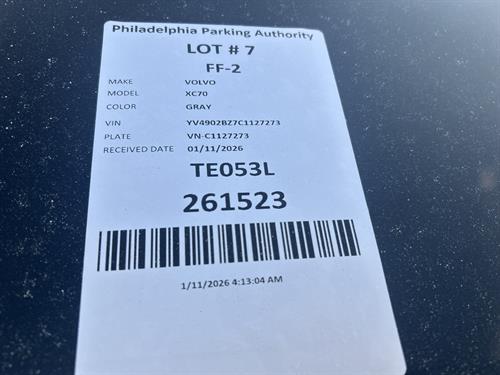 Philadelphia Parking Authority
LOT # 7
FF-2
MAKE VOLVO
MODEL XC70
COLOR GRAY
VIN YV4902BZ7C1127273
PLATE VN-C1127273
RECEIVED DATE 01/11/2026
TE053L
261523
1/11/2026 4:13:04 AM